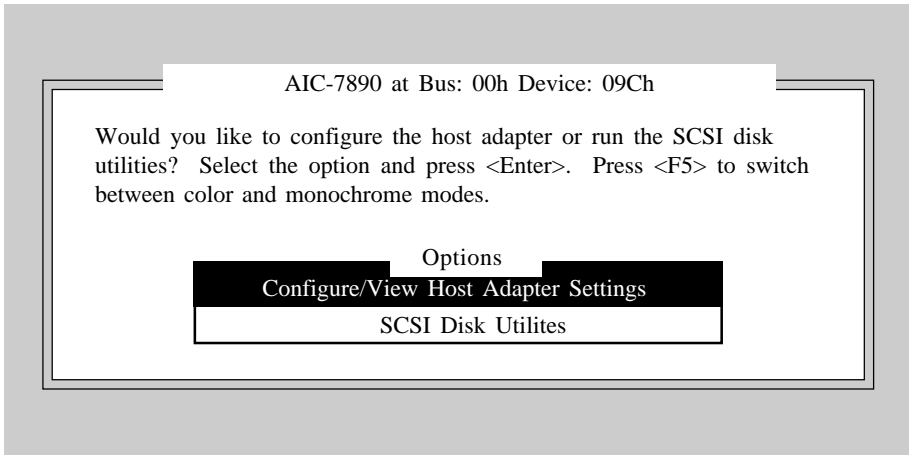 AIC-7890 at Bus: 00h Device: 09Ch
Would you like to configure the host adapter or run the SCSI disk
utilities? Select the option and press <Enter>. Press <F5> to switch
between color and monochrome modes.
Options
Configure/View Host Adapter Settings
SCSI Disk Utilites